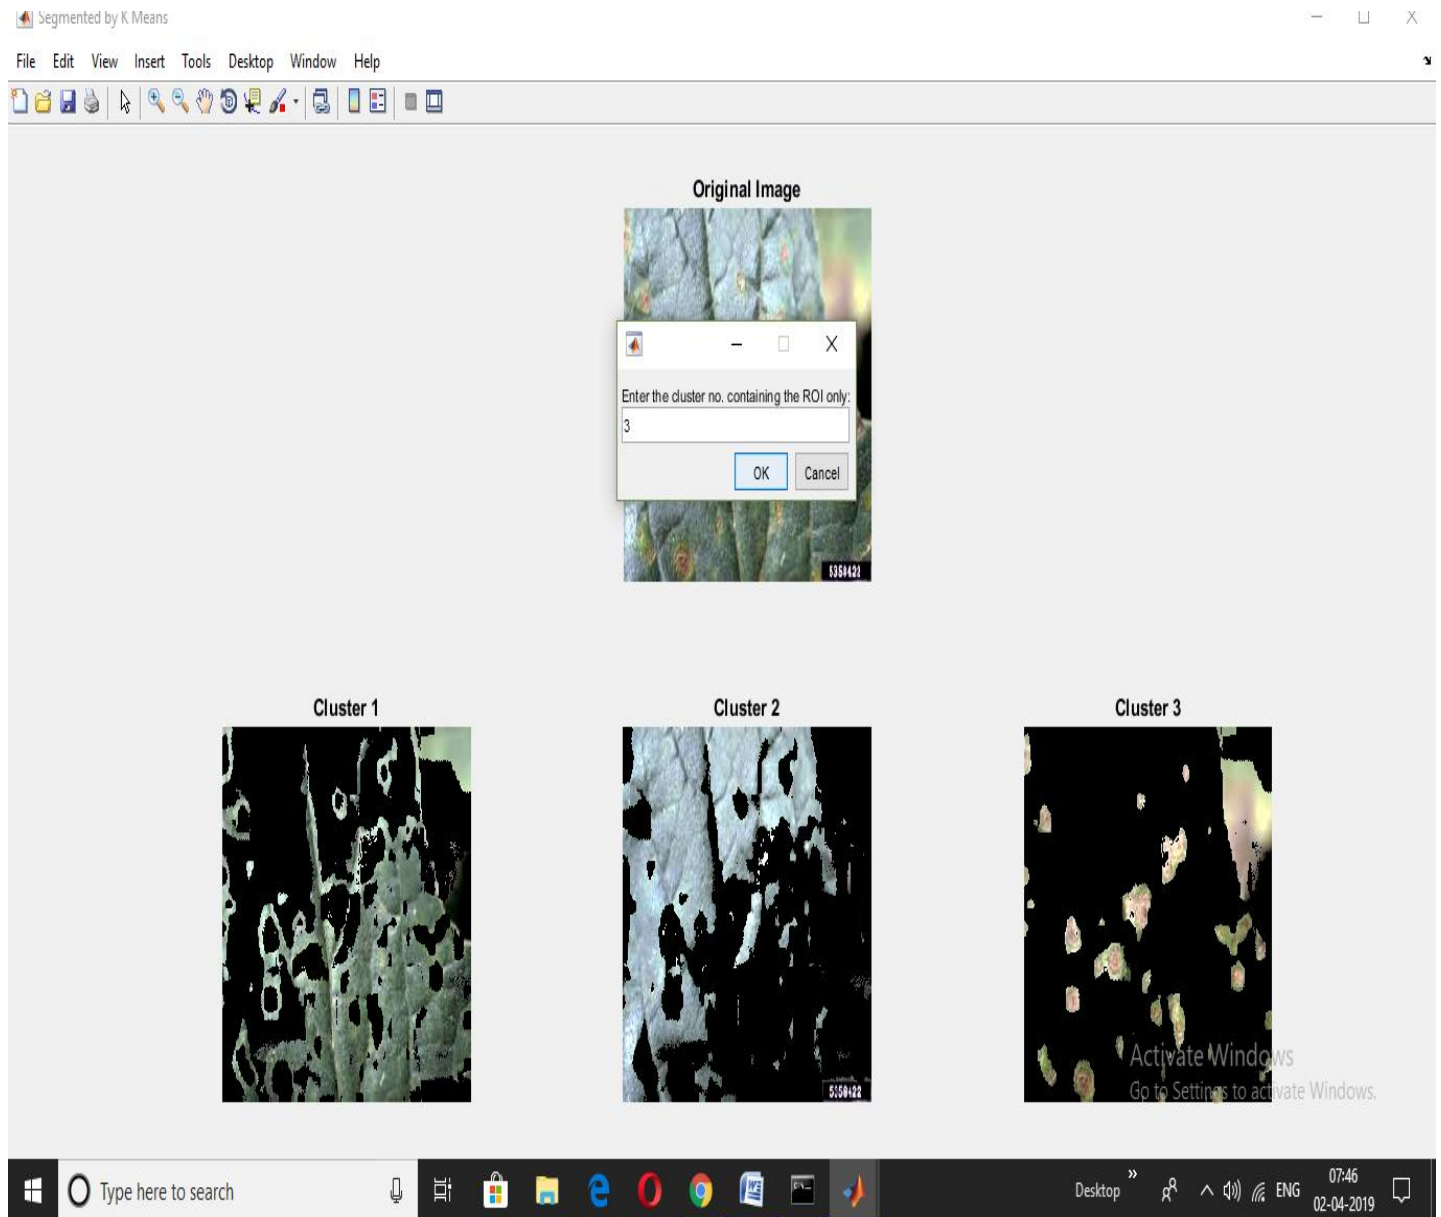 Segmented by K Means
File Edit View Insert Tools Desktop Window Help
Original Image
Enter the cluster no. containing the ROI only:
3
OK Cancel
5358422
Cluster 1 Cluster 2 Cluster 3
5358422
Activate Windows
Go to Settings to activate Windows.
Type here to search
Desktop
ENG
07:46
02-04-2019